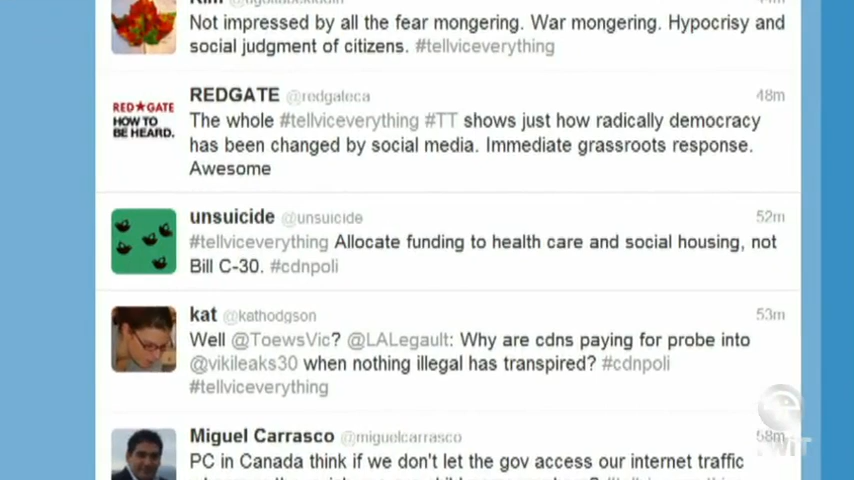 Kim
44m
Not impressed by all the fear mongering. War mongering. Hypocrisy and
social judgment of citizens. #tellviceverything
RED★GATE
HOW TO
BE HEARD.
REDGATE @redgateca 48m
The whole #tellviceverything #TT shows just how radically democracy
has been changed by social media. Immediate grassroots response.
Awesome
unsuicide @unsuicide 52m
#tellviceverything Allocate funding to health care and social housing, not
Bill C-30. #cdnpoli
kat @kathodgson 53m
Well @ToewsVic? @LALegault: Why are cdns paying for probe into
@vikileaks30 when nothing illegal has transpired? #cdnpoli
#tellviceverything
Miguel Carrasco @miguelcarrasco 58m
PC in Canada think if we don't let the gov access our internet traffic
TWiT